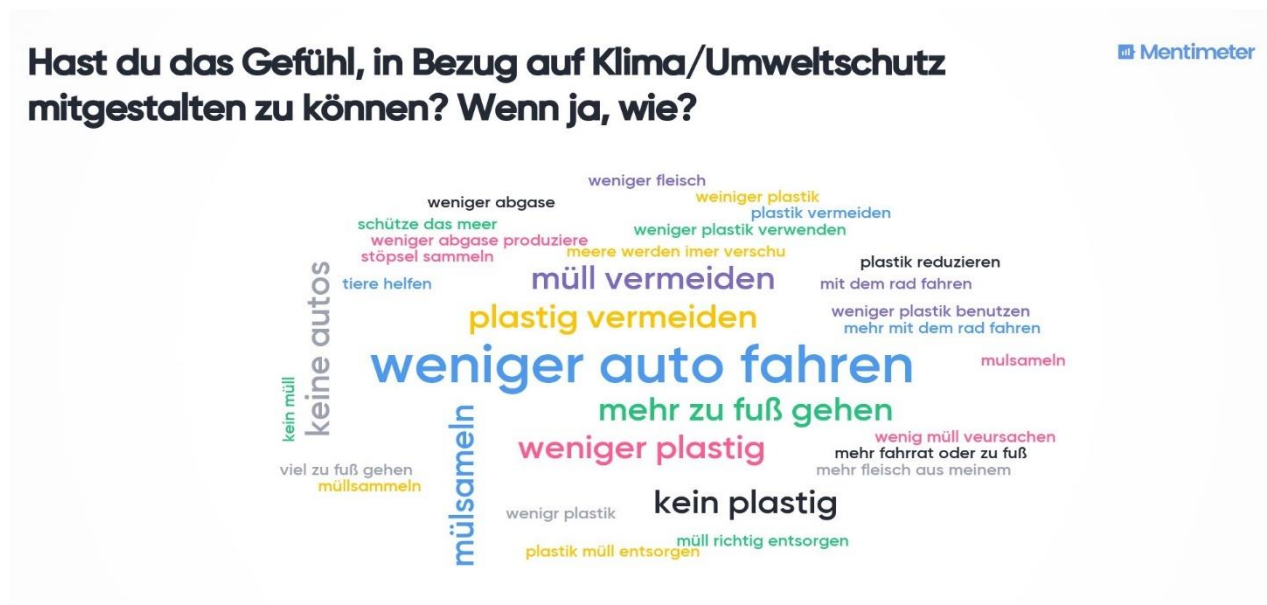 Hast du das Gefühl, in Bezug auf Klima/Umweltschutz
mitgestalten zu können? Wenn ja, wie?
Mentimeter
weniger fleisch
weniger abgase
weiniger plastik
plastik vermeiden
schütze das meer
weniger plastik verwenden
weniger abgase produziere
meere werden imer verschu
stöpsel sammeln
plastik reduzieren
müll vermeiden
tiere helfen
mit dem rad fahren
keine autos
plastig vermeiden
weniger plastik benutzen
mehr mit dem rad fahren
weniger auto fahren
mulsameln
kein müll
mehr zu fuß gehen
mülsameln
weniger plastig
wenig müll veursachen
mehr fahrrat oder zu fuß
viel zu fuß gehen
mehr fleisch aus meinem
müllsammeln
kein plastig
wenigr plastik
müll richtig entsorgen
plastik müll entsorgen